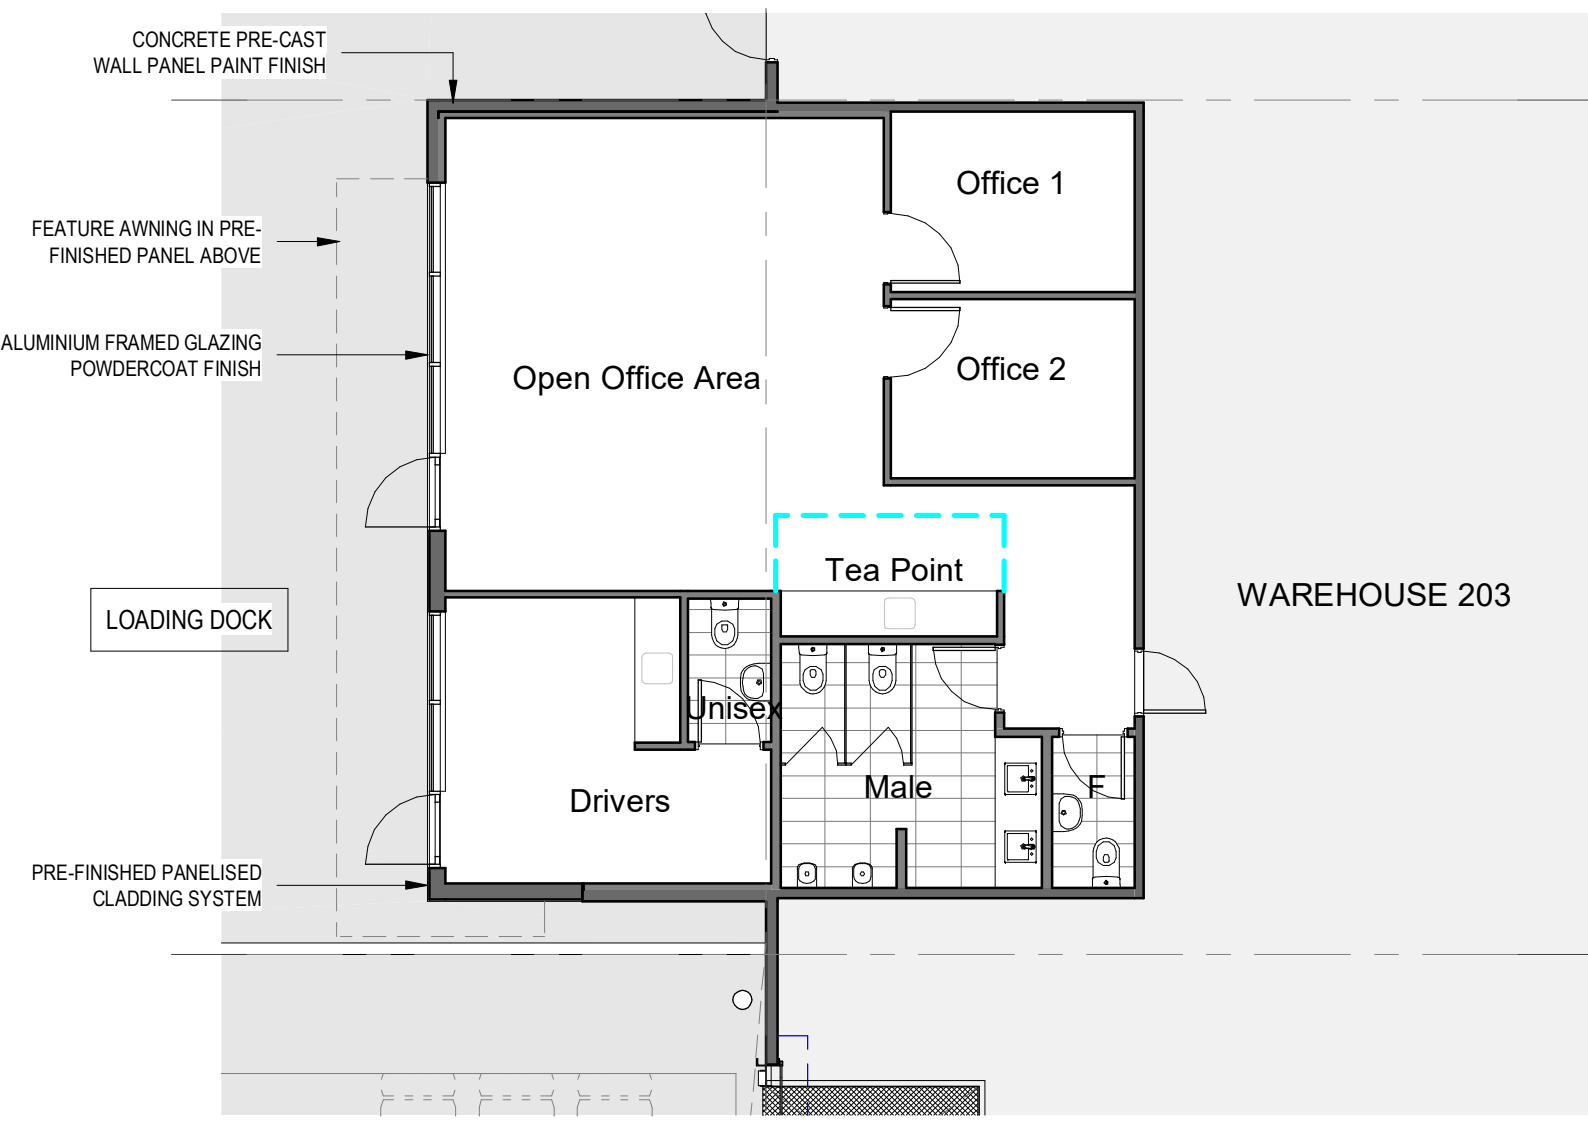 CONCRETE PRE-CAST
WALL PANEL PAINT FINISH
Office 1
FEATURE AWNING IN PRE-
FINISHED PANEL ABOVE
ALUMINIUM FRAMED GLAZING
POWDERCOAT FINISH
Open Office Area
Office 2
Tea Point
WAREHOUSE 203
LOADING DOCK
Unisex
Drivers
Male
F
PRE-FINISHED PANELISED
CLADDING SYSTEM